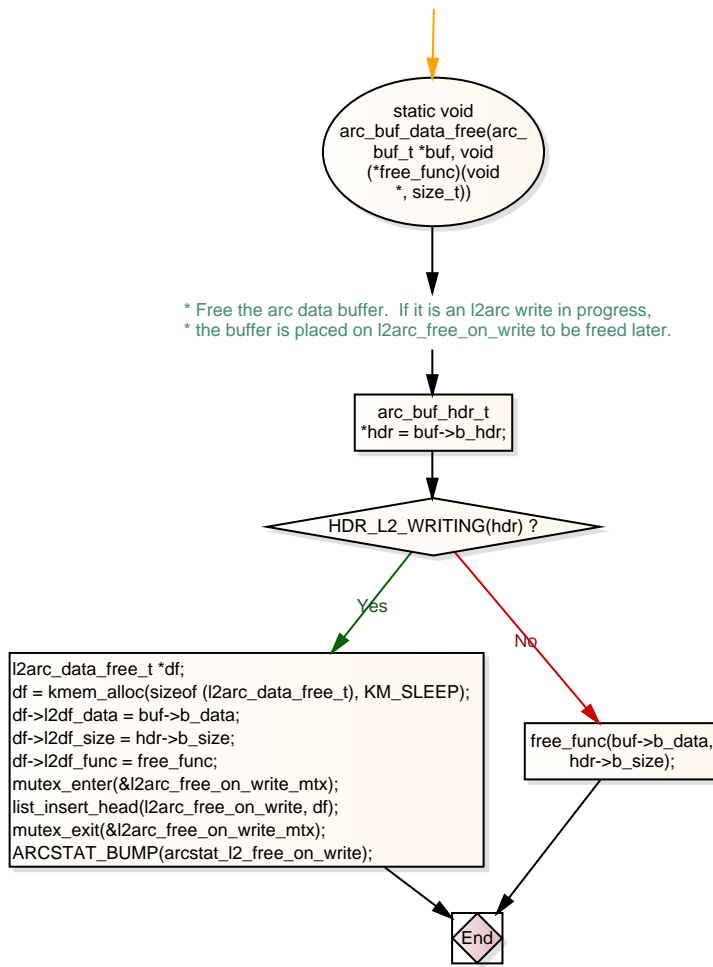 static void
arc_buf_data_free(arc_
buf_t *buf, void
(*free_func)(void
*, size_t))
* Free the arc data buffer.  If it is an l2arc write in progress,
* the buffer is placed on l2arc_free_on_write to be freed later.
arc_buf_hdr_t
*hdr = buf->b_hdr;
HDR_L2_WRITING(hdr) ?
Yes
No
l2arc_data_free_t *df;
df = kmem_alloc(sizeof (l2arc_data_free_t), KM_SLEEP);
df->l2df_data = buf->b_data;
df->l2df_size = hdr->b_size;
df->l2df_func = free_func;
mutex_enter(&l2arc_free_on_write_mtx);
list_insert_head(l2arc_free_on_write, df);
mutex_exit(&l2arc_free_on_write_mtx);
ARCSTAT_BUMP(arcstat_l2_free_on_write);
free_func(buf->b_data,
hdr->b_size);
End